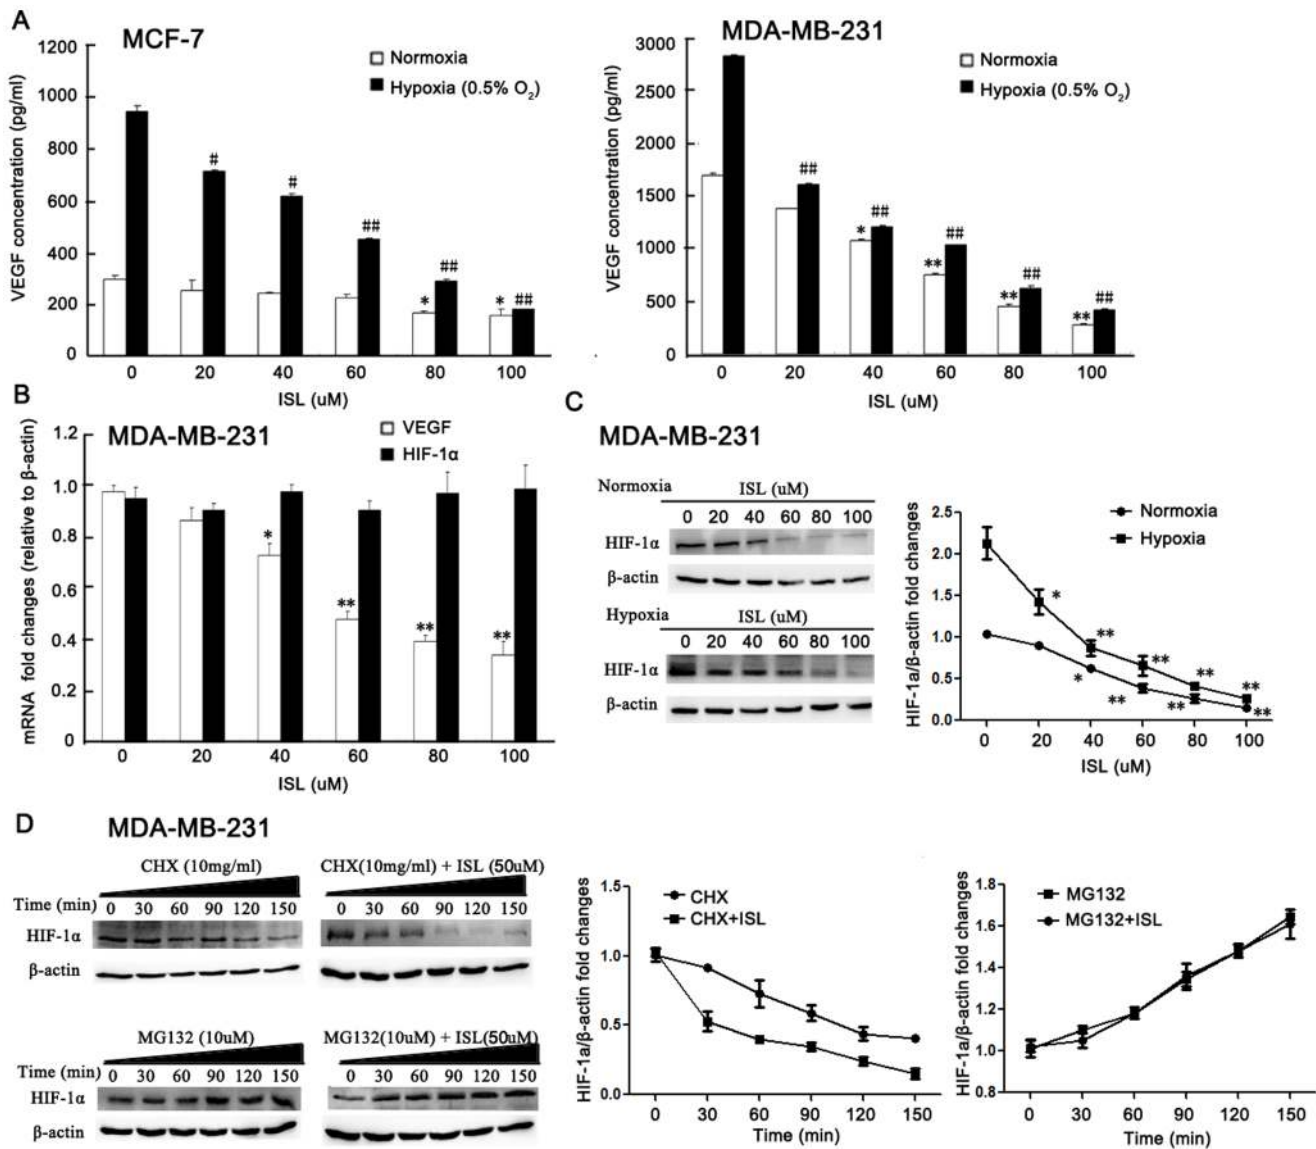 A
MCF-7
Normoxia
Hypoxia (0.5% O2)
VEGF concentration (pg/ml)
1200
1000
800
600
400
200
0
#
#
##
##
##
*
*
0 20 40 60 80 100
ISL (uM)
MDA-MB-231
Normoxia
Hypoxia (0.5% O2)
VEGF concentration (pg/ml)
3000
2500
2000
1500
1000
500
0
##
##
##
##
##
*
**
**
**
0 20 40 60 80 100
ISL (uM)
B
MDA-MB-231
VEGF
HIF-1α
mRNA fold changes (relative to β-actin)
1.2
1.0
0.8
0.6
0.4
0.2
0
*
**
**
**
0 20 40 60 80 100
ISL (uM)
C
MDA-MB-231
Normoxia ISL (uM)
0 20 40 60 80 100
HIF-1α
β-actin
Hypoxia ISL (uM)
0 20 40 60 80 100
HIF-1α
β-actin
Normoxia
Hypoxia
HIF-1a/β-actin fold changes
2.5
2.0
1.5
1.0
0.5
0.0
*
**
**
**
**
*
**
**
**
0 20 40 60 80 100
ISL (uM)
D
MDA-MB-231
CHX (10mg/ml)
Time (min) 0 30 60 90 120 150
HIF-1α
β-actin
CHX(10mg/ml) + ISL (50uM)
0 30 60 90 120 150
MG132 (10uM)
Time (min) 0 30 60 90 120 150
HIF-1α
β-actin
MG132(10uM) + ISL(50uM)
0 30 60 90 120 150
CHX
CHX+ISL
HIF-1a/β-actin fold changes
1.5
1.0
0.5
0.0
0 30 60 90 120 150
Time (min)
MG132
MG132+ISL
HIF-1a/β-actin fold changes
1.8
1.6
1.4
1.2
1.0
0.8
0 30 60 90 120 150
Time (min)